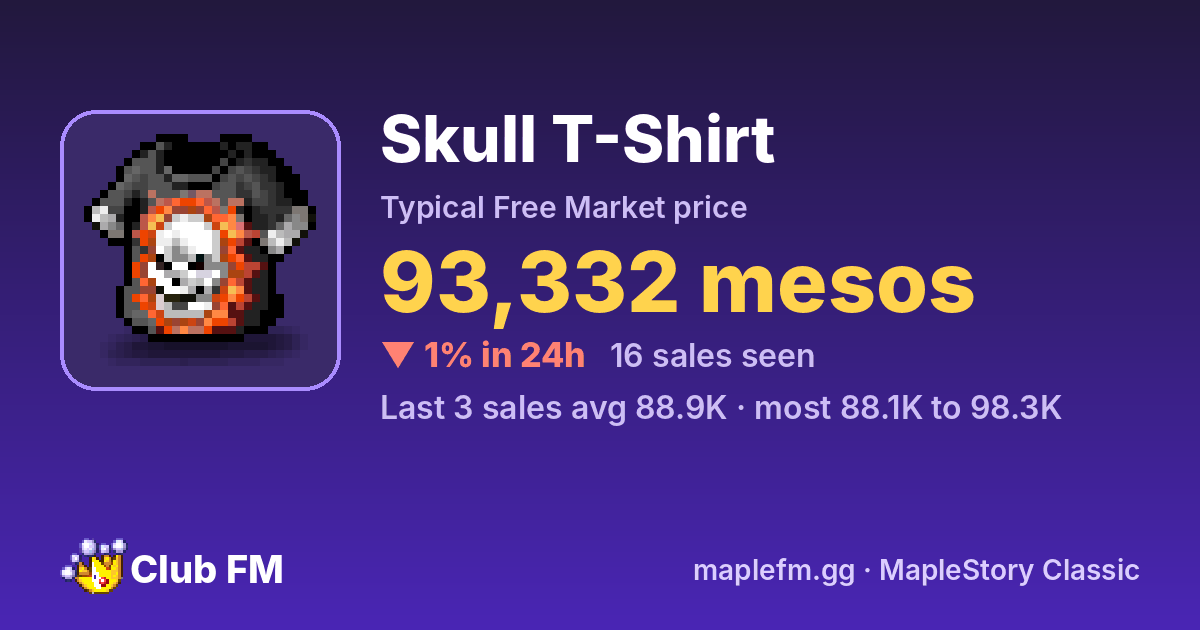 Skull T-Shirt
Typical Free Market price
93,332 mesos
▼ 1% in 24h 16 sales seen
Last 3 sales avg 88.9K · most 88.1K to 98.3K
Club FM
maplefm.gg · MapleStory Classic